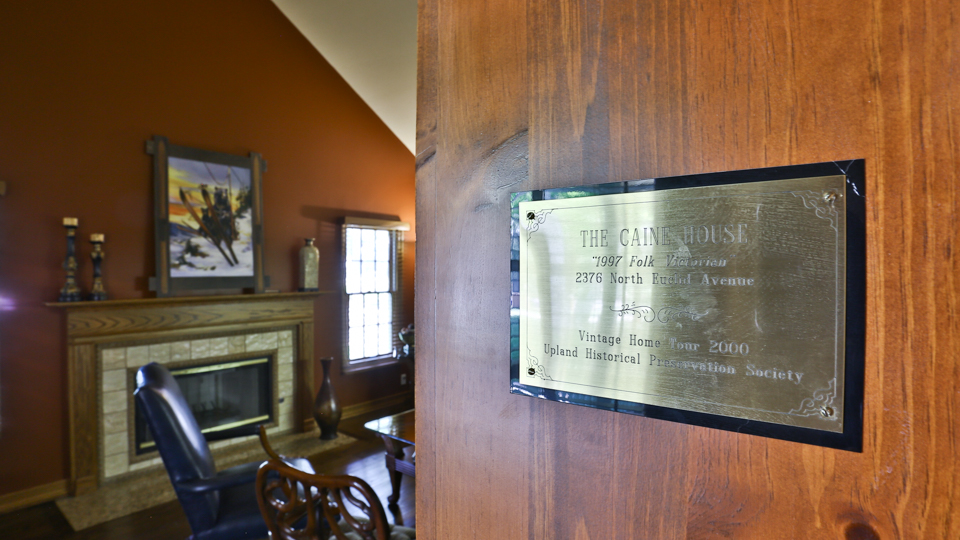 THE CAINE HOUSE
"1997 Folk Victorian
2376 North Euclid Avenue
Vintage Home Tour 2000
Upland Historical Preservation Society